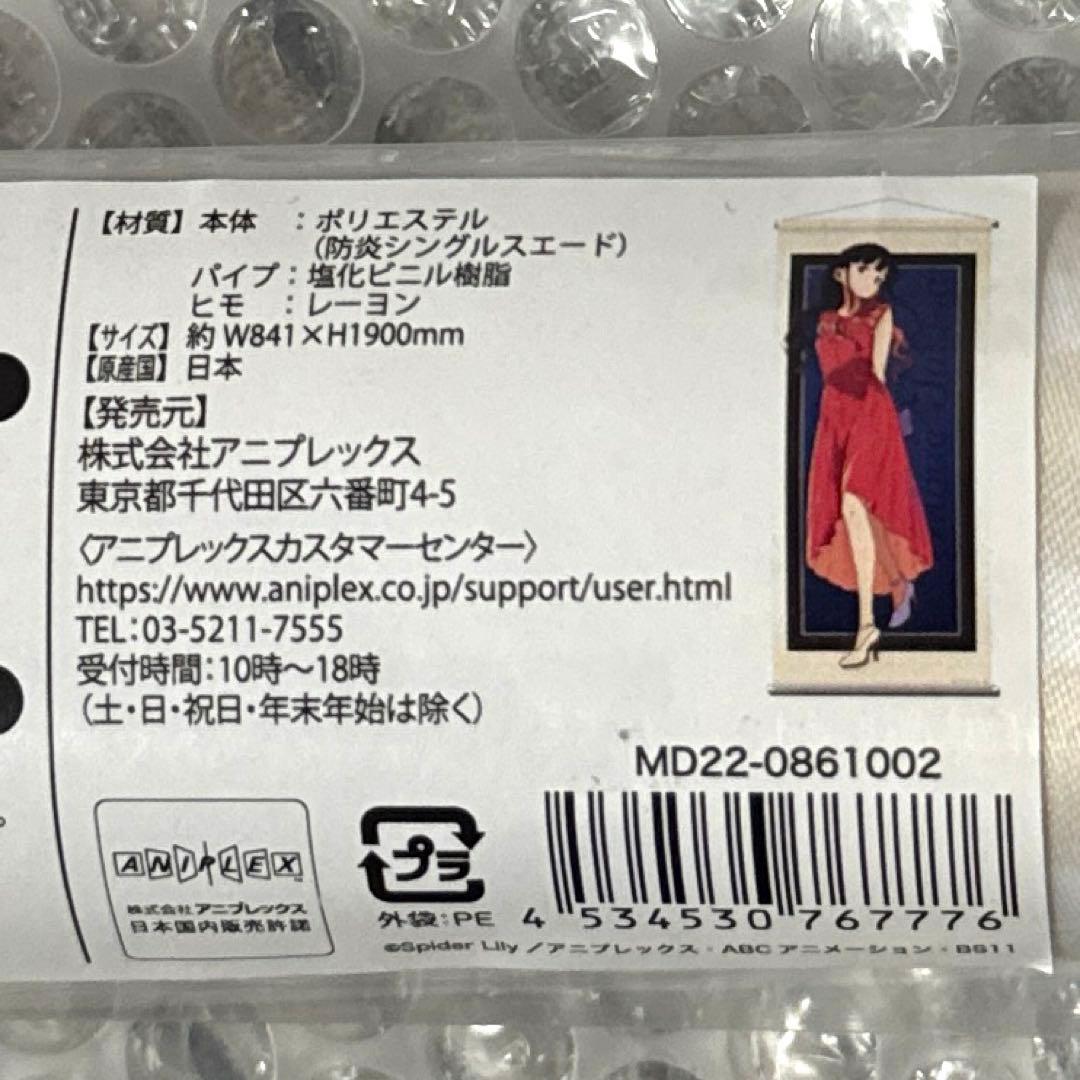 【材質】本体 ：ポリエステル
（防炎シングルスエード）
パイプ：塩化ビニル樹脂
ヒモ ：レーヨン
【サイズ】約 W841×H1900mm
【原産国】日本
【発売元】
株式会社アニプレックス
東京都千代田区六番町4-5
〈アニプレックスカスタマーセンター〉
https://www.aniplex.co.jp/support/user.html
TEL：03-5211-7555
受付時間：10時～18時
（土・日・祝日・年末年始は除く）
MD22-0861002
ANIPLEX
株式会社アニプレックス
日本国内販売許諾
プラ
外袋：PE
4 534530 767776
©Spider Lily／アニプレックス・ABCアニメーション・BS11